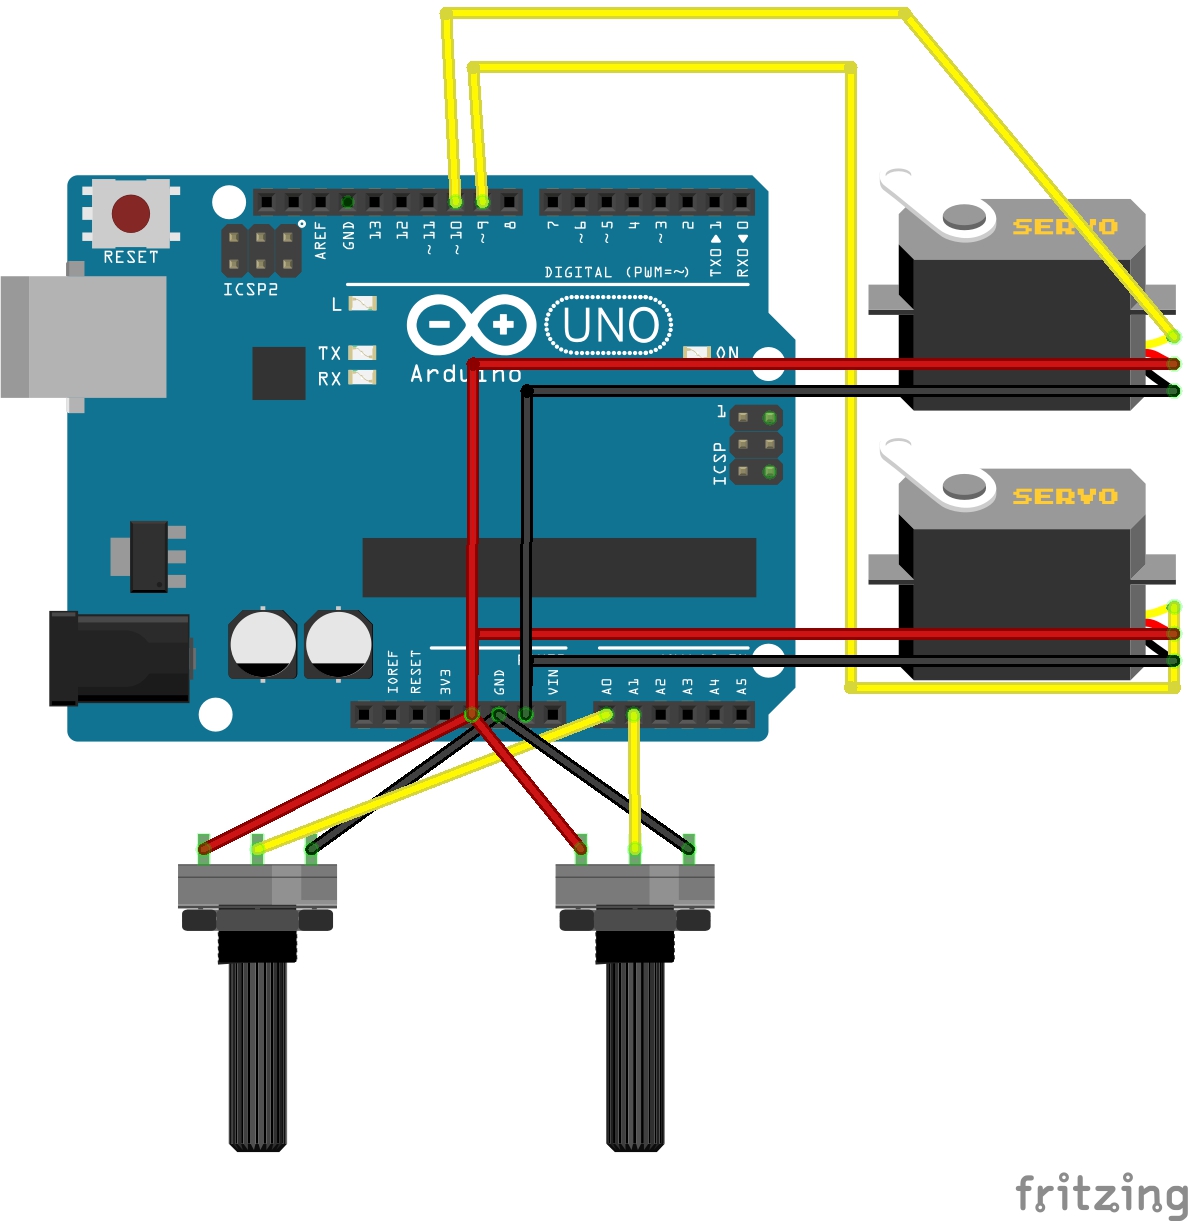 RESET
ICSP2
AREF
GND
13
12
~11
~10
~9
8
7
~6
~5
4
~3
2
TX0▶1
RX0◀0
DIGITAL (PWM=~)
L
TX
RX
UNO
ON
Arduino
1
ICSP
IOREF
RESET
3V3
GND
VIN
A0
A1
A2
A3
A4
A5
SERVO
SERVO
fritzing